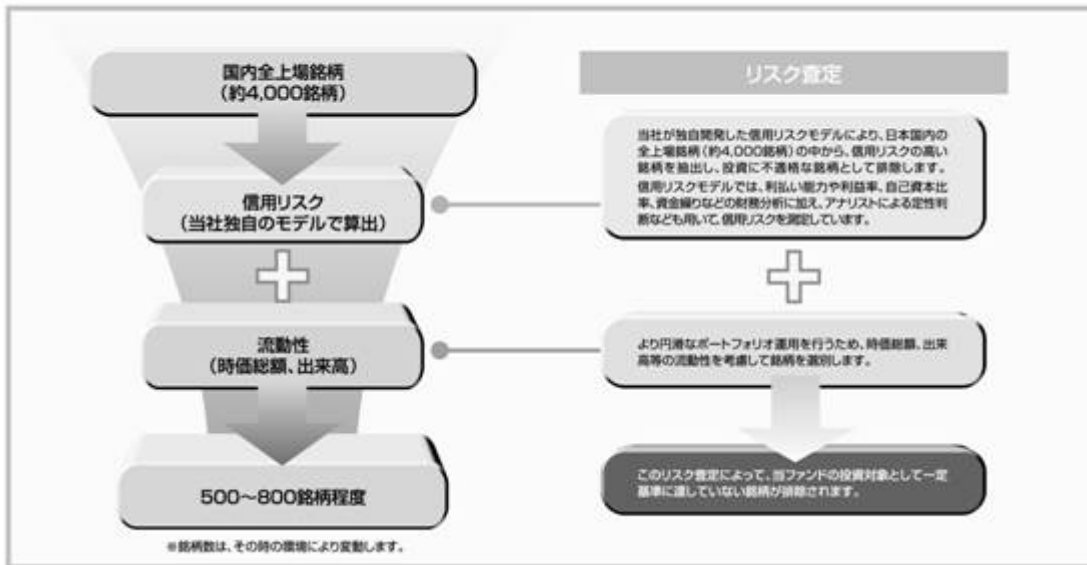 国内全上場銘柄
(約4,000銘柄)
信用リスク
(当社独自のモデルで算出)
流動性
(時価総額、出来高)
500〜800銘柄程度
※銘柄数は、その時の環境により変動します。
リスク査定
当社が独自開発した信用リスクモデルにより、日本国内の
全上場銘柄(約4,000銘柄)の中から、信用リスクの高い
銘柄を抽出し、投資に不適格な銘柄として排除します。
信用リスクモデルでは、利払い能力や利益率、自己資本比
率、資金繰りなどの財務分析に加え、アナリストによる定性判
断なども用いて、信用リスクを測定しています。
より円滑なポートフォリオ運用を行うため、時価総額、出来
高等の流動性を考慮して銘柄を選別します。
このリスク査定によって、当ファンドの投資対象として一定
基準に達していない銘柄が排除されます。